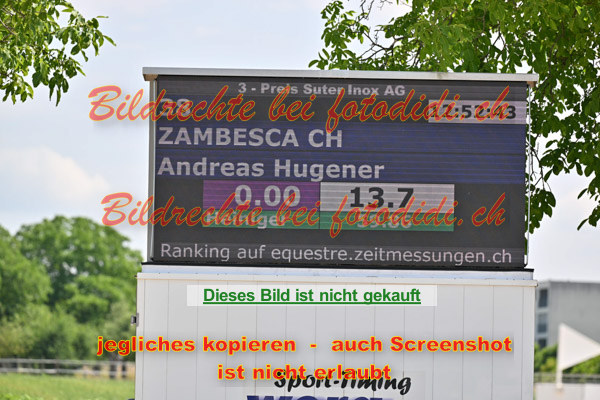 3 - Preis Suter Inox AG
Bildrechte bei fotodidi.ch
52:43
ZAMBESCA CH
Andreas Hugener
0.00 13.7
Bildrechte bei fotodidi.ch
Ranking auf equestre.zeitmessungen.ch
Dieses Bild ist nicht gekauft
jegliches kopieren - auch Screenshot
ist nicht erlaubt
Sport-Timing